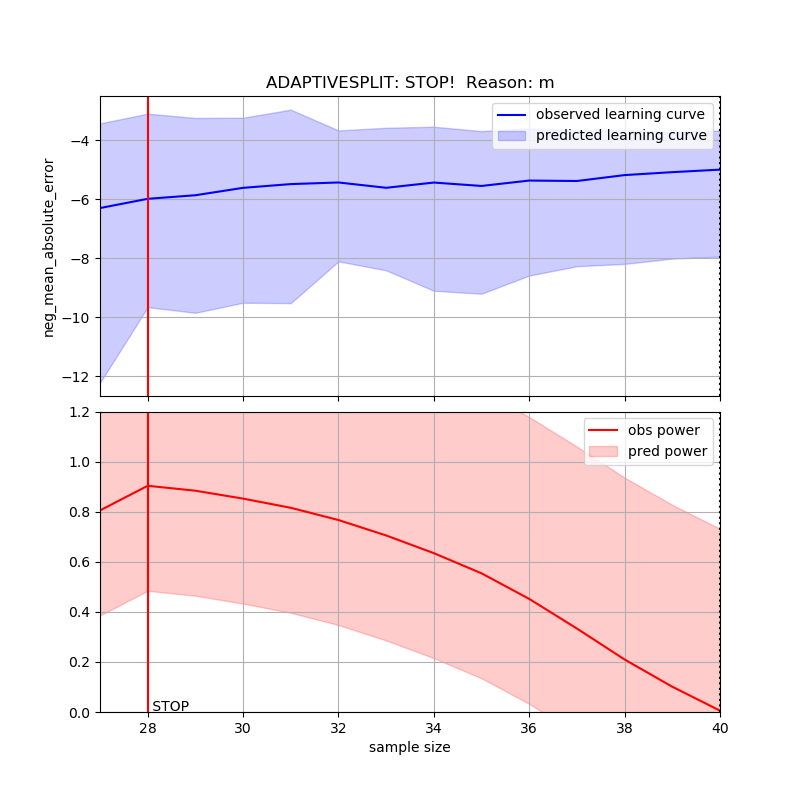 ADAPTIVESPLIT: STOP!  Reason: m
observed learning curve
predicted learning curve
neg_mean_absolute_error
−4
−6
−8
−10
−12
obs power
pred power
1.2
1.0
0.8
0.6
0.4
0.2
0.0
STOP
28 30 32 34 36 38 40
sample size